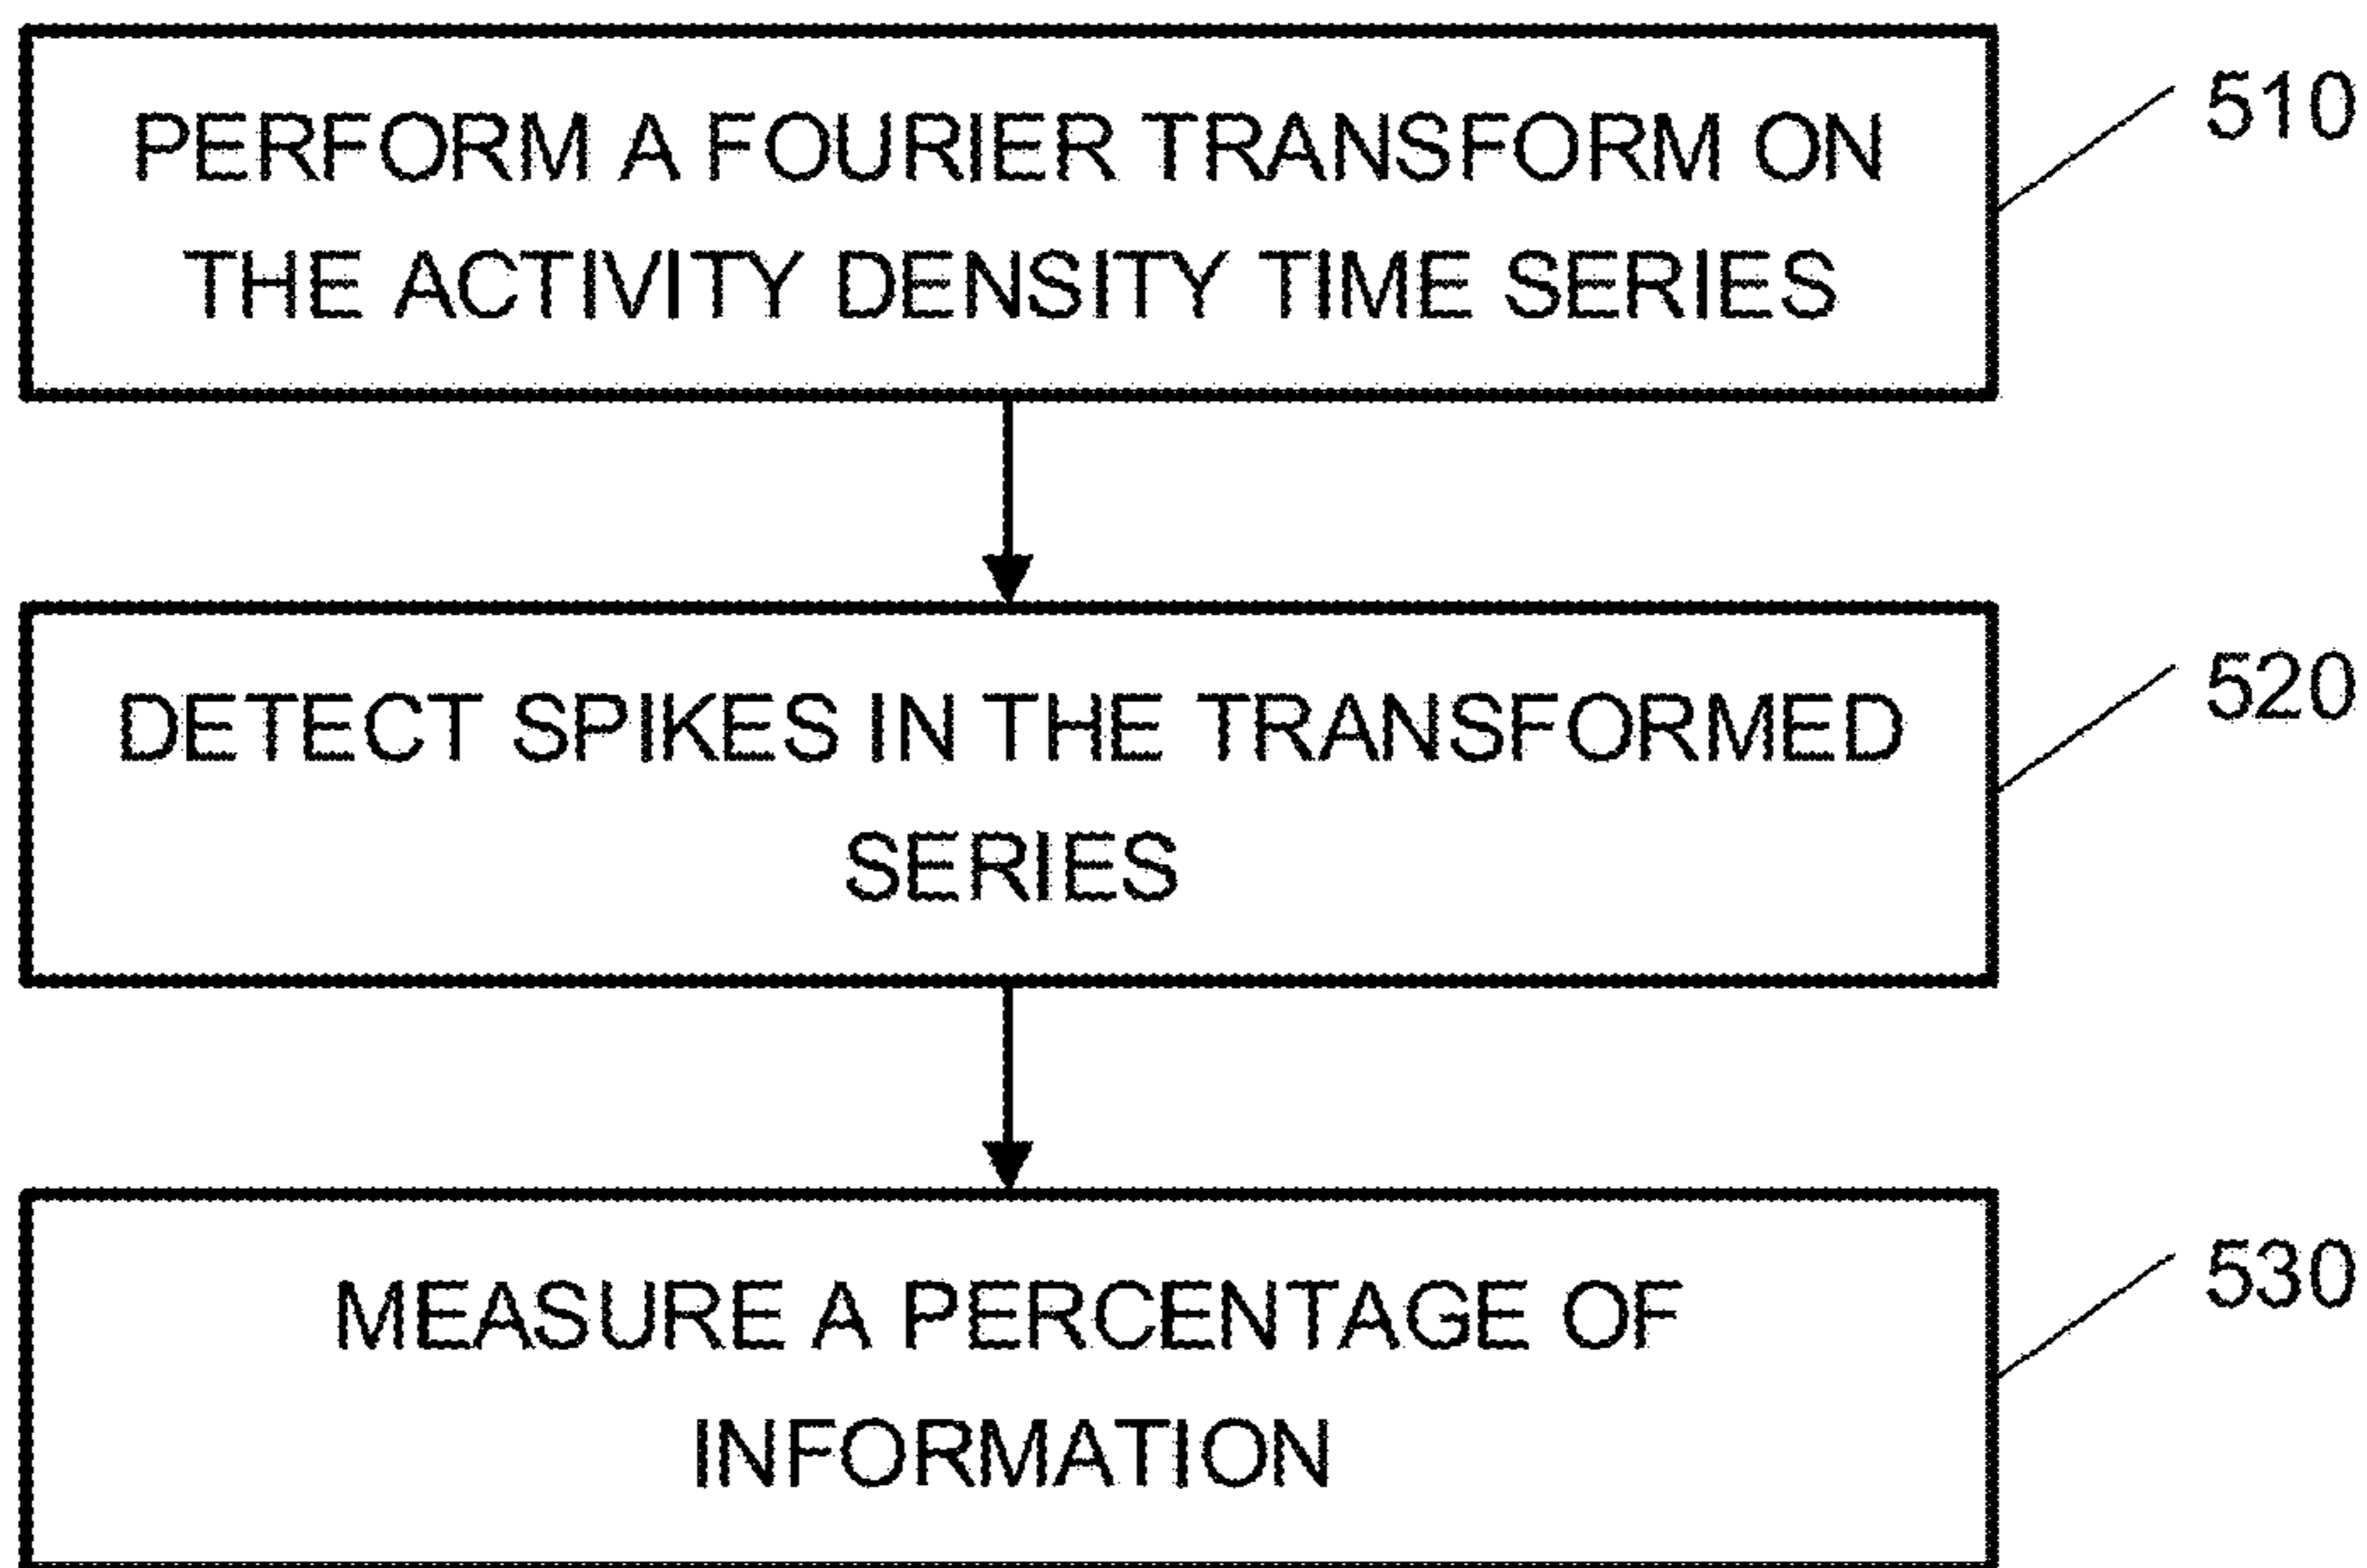 PERFORM A FOURIER TRANSFORM ON
THE ACTIVITY DENSITY TIME SERIES
510
DETECT SPIKES IN THE TRANSFORMED
SERIES
520
MEASURE A PERCENTAGE OF
INFORMATION
530